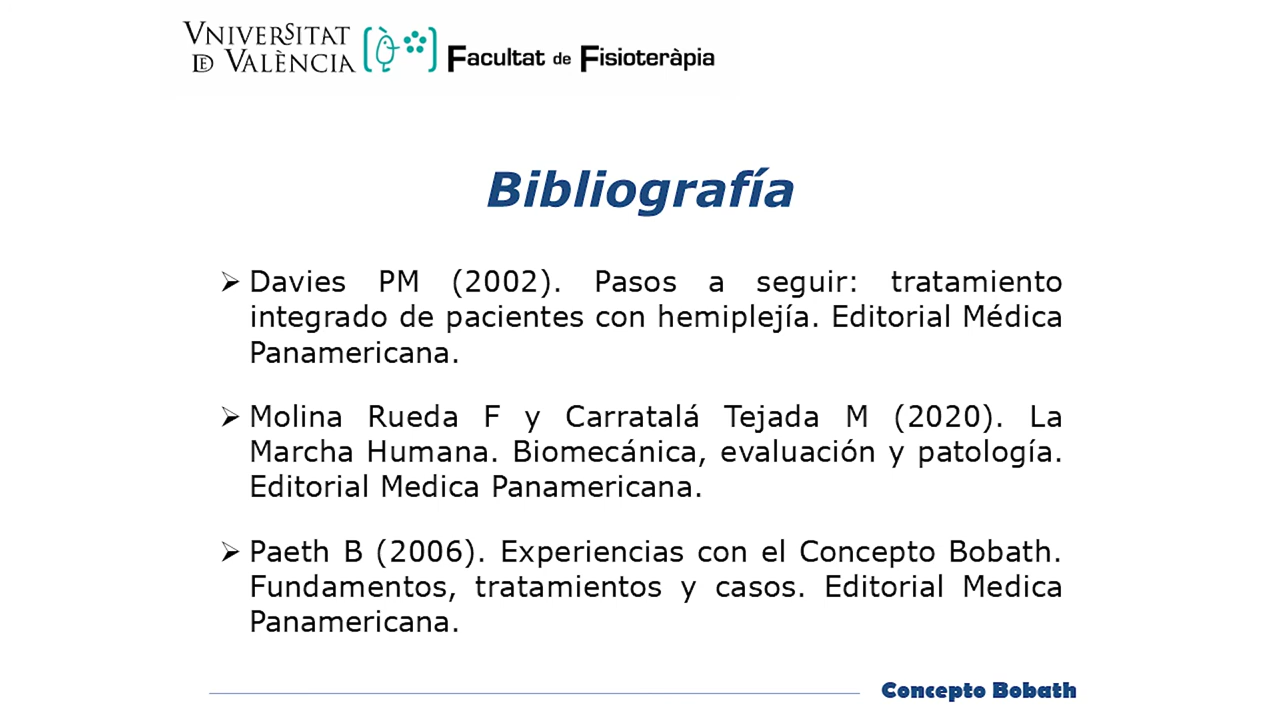 VNIVERSITAT
DE VALÈNCIA
Facultat de Fisioteràpia
Bibliografía
Davies PM (2002). Pasos a seguir: tratamiento
integrado de pacientes con hemiplejía. Editorial Médica
Panamericana.
Molina Rueda F y Carratalá Tejada M (2020). La
Marcha Humana. Biomecánica, evaluación y patología.
Editorial Medica Panamericana.
Paeth B (2006). Experiencias con el Concepto Bobath.
Fundamentos, tratamientos y casos. Editorial Medica
Panamericana.
Concepto Bobath